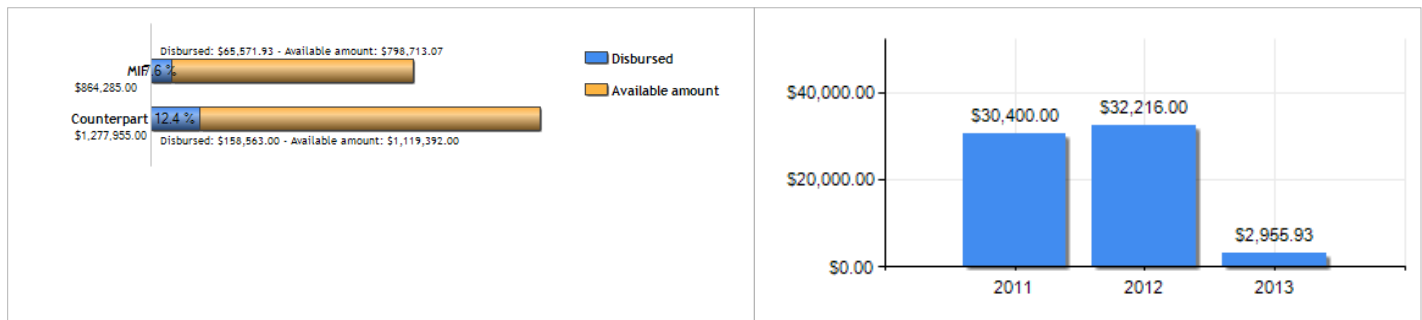 Disbursed: $65,571.93 - Available amount: $798,713.07
MIF 7.6 %
$864,285.00
Counterpart 12.4 %
$1,277,955.00
Disbursed: $158,563.00 - Available amount: $1,119,392.00
Disbursed
Available amount
$40,000.00
$20,000.00
$0.00
$30,400.00
$32,216.00
$2,955.93
2011 2012 2013